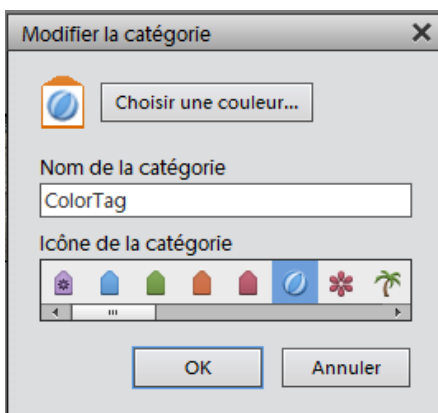 Modifier la catégorie
Choisir une couleur...
Nom de la catégorie
ColorTag
Icône de la catégorie
OK
Annuler